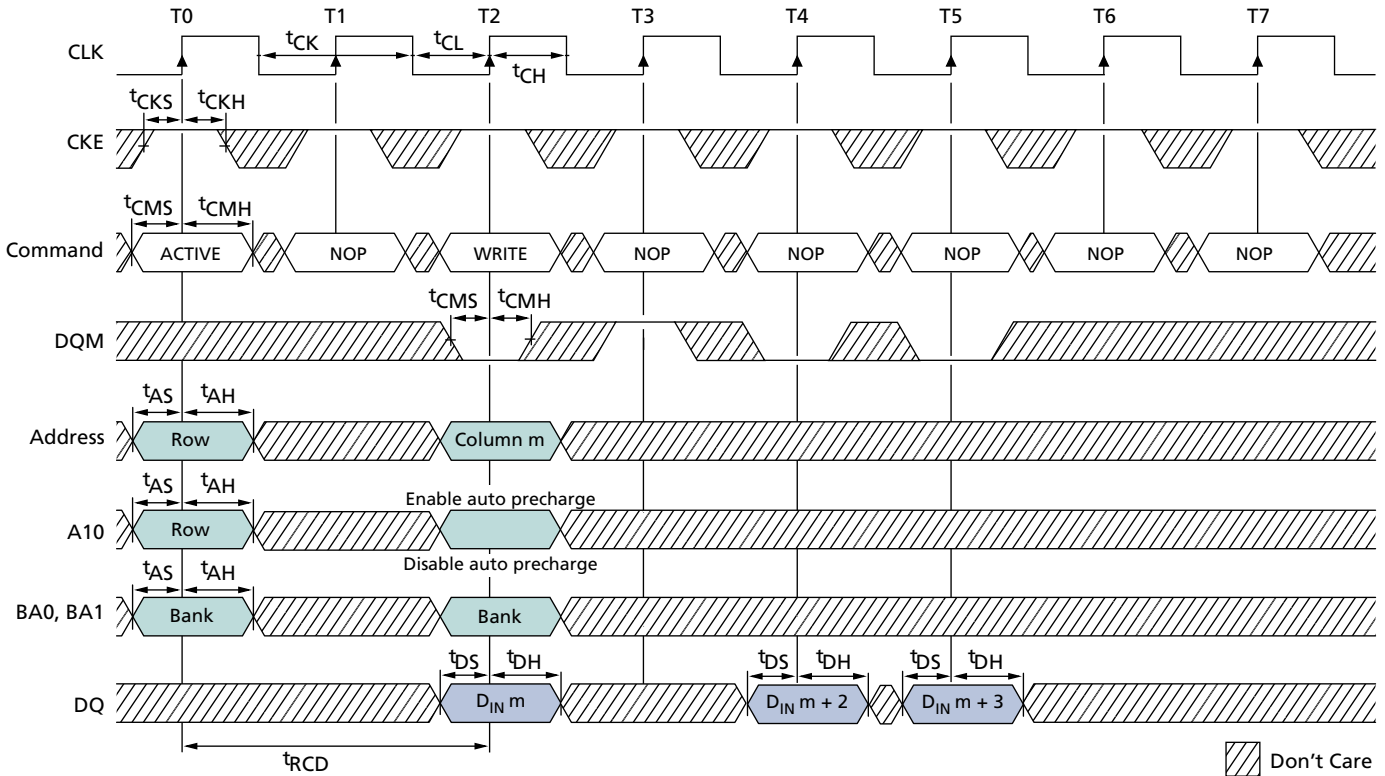 T0 T1 T2 T3 T4 T5 T6 T7
CLK
tCK tCL
tCH
tCKS tCKH
CKE
tCMS tCMH
Command ACTIVE NOP WRITE NOP NOP NOP NOP NOP
tCMS tCMH
DQM
tAS tAH
Address Row Column m
tAS tAH Enable auto precharge
A10 Row
Disable auto precharge
tAS tAH
BA0, BA1 Bank Bank
tDS tDH tDS tDH tDS tDH
DQ DIN m DIN m + 2 DIN m + 3
tRCD
Don't Care